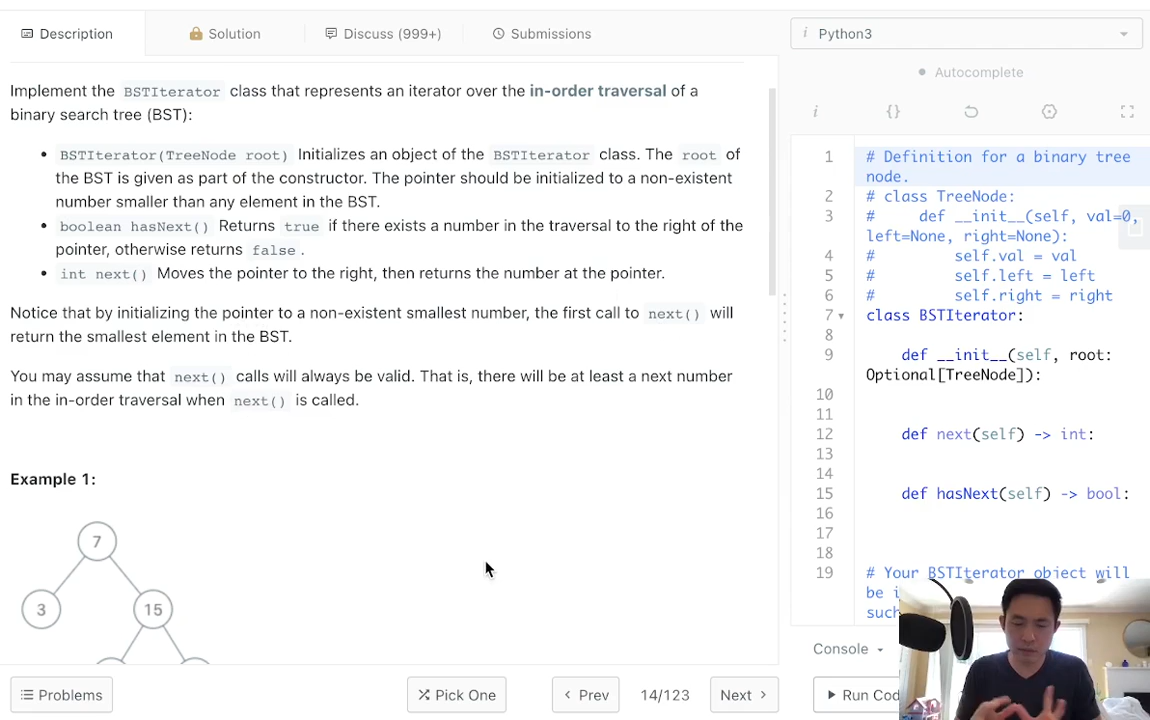 Description
Solution
Discuss (999+)
Submissions
Python3
Autocomplete
Implement the BSTIterator class that represents an iterator over the in-order traversal of a
binary search tree (BST):
• BSTIterator(TreeNode root) Initializes an object of the BSTIterator class. The root of
the BST is given as part of the constructor. The pointer should be initialized to a non-existent
number smaller than any element in the BST.
• boolean hasNext() Returns true if there exists a number in the traversal to the right of the
pointer, otherwise returns false.
• int next() Moves the pointer to the right, then returns the number at the pointer.
Notice that by initializing the pointer to a non-existent smallest number, the first call to next() will
return the smallest element in the BST.
You may assume that next() calls will always be valid. That is, there will be at least a next number
in the in-order traversal when next() is called.
Example 1:
7
3
15
i {}
1 # Definition for a binary tree
node.
2 # class TreeNode:
3 #     def __init__(self, val=0,
left=None, right=None):
4 #         self.val = val
5 #         self.left = left
6 #         self.right = right
7 class BSTIterator:
8
9     def __init__(self, root:
Optional[TreeNode]):
10
11
12     def next(self) -> int:
13
14
15     def hasNext(self) -> bool:
16
17
18
19 # Your BSTIterator object will
be i
suc
Console
Problems
Pick One
Prev
14/123
Next
Run Cod